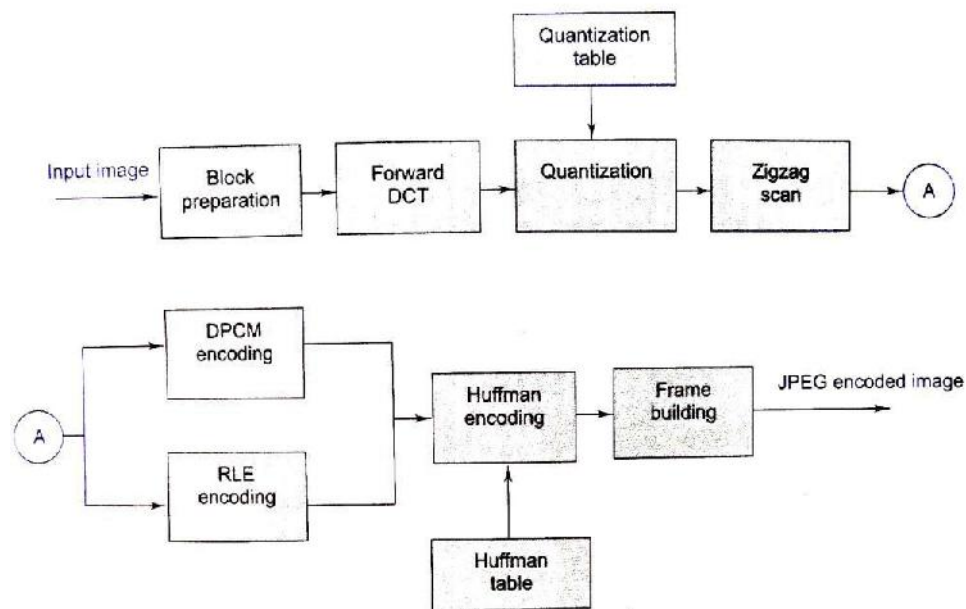 Quantization
table
Input image
Block
preparation
Forward
DCT
Quantization
Zigzag
scan
A
DPCM
encoding
A
RLE
encoding
Huffman
encoding
Frame
building
JPEG encoded image
Huffman
table